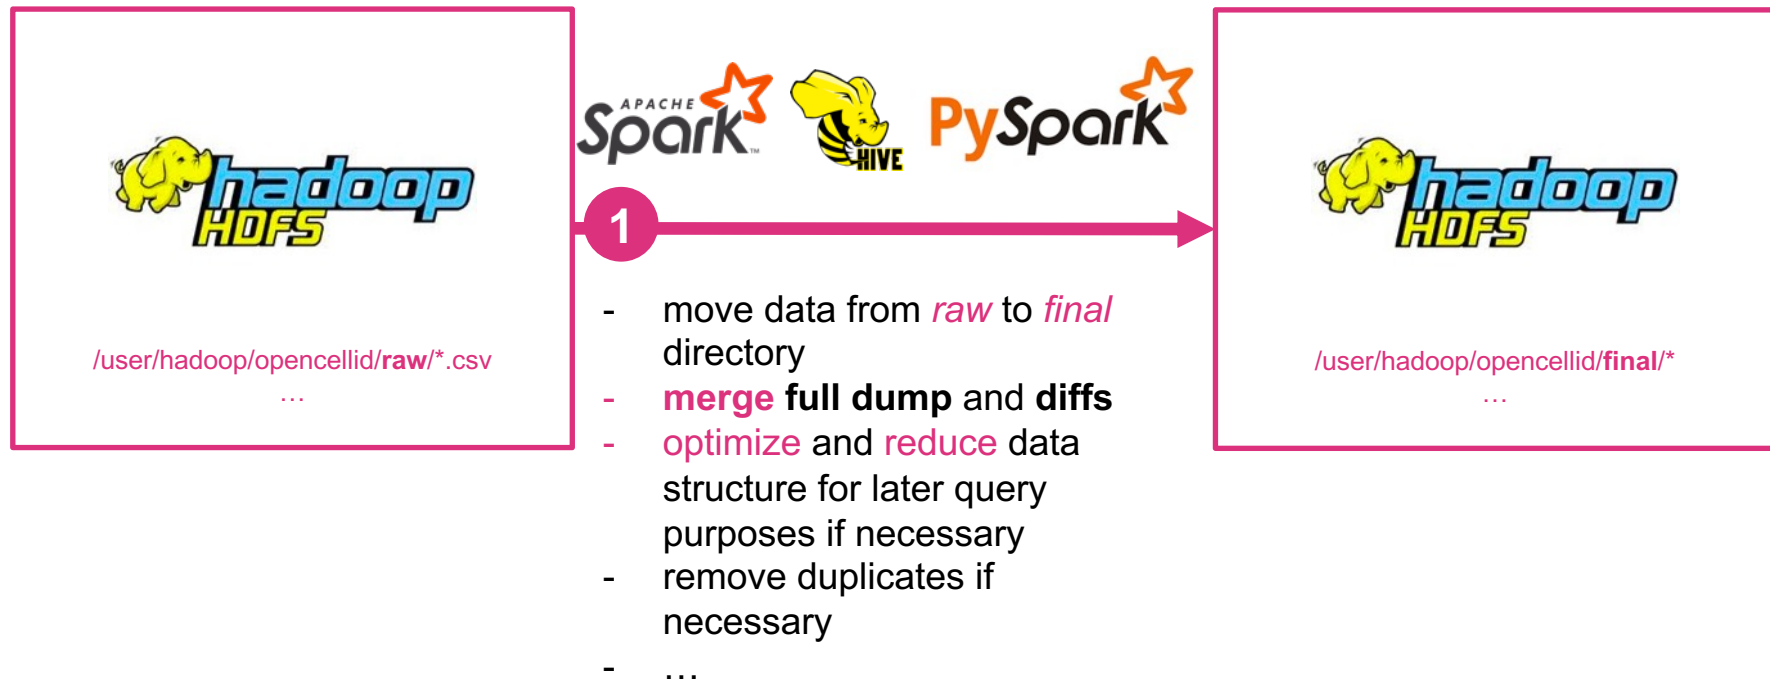 hadoop
HDFS
/user/hadoop/opencellid/raw/*.csv
…
APACHE
Spark™
HIVE
PySpark
1
- move data from raw to final
directory
- merge full dump and diffs
- optimize and reduce data
structure for later query
purposes if necessary
- remove duplicates if
necessary
- …
hadoop
HDFS
/user/hadoop/opencellid/final/*
…